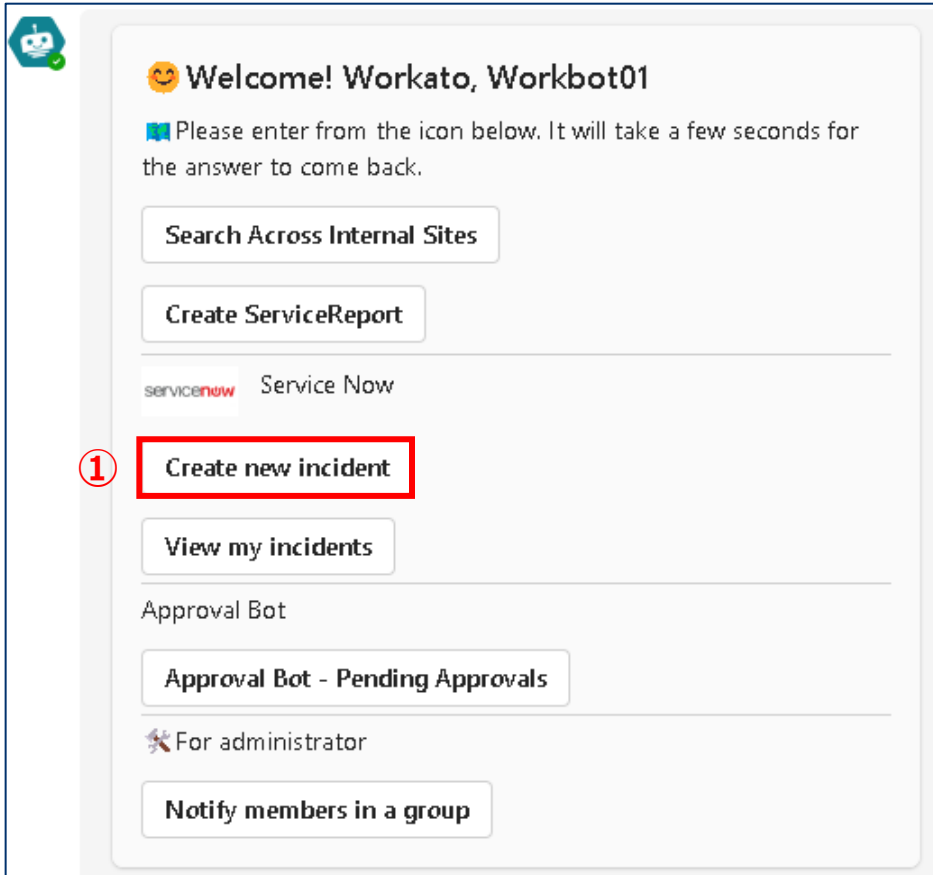 😊Welcome! Workato, Workbot01
🗺️Please enter from the icon below. It will take a few seconds for
the answer to come back.
Search Across Internal Sites
Create ServiceReport
servicenow Service Now
① Create new incident
View my incidents
Approval Bot
Approval Bot - Pending Approvals
🛠️For administrator
Notify members in a group